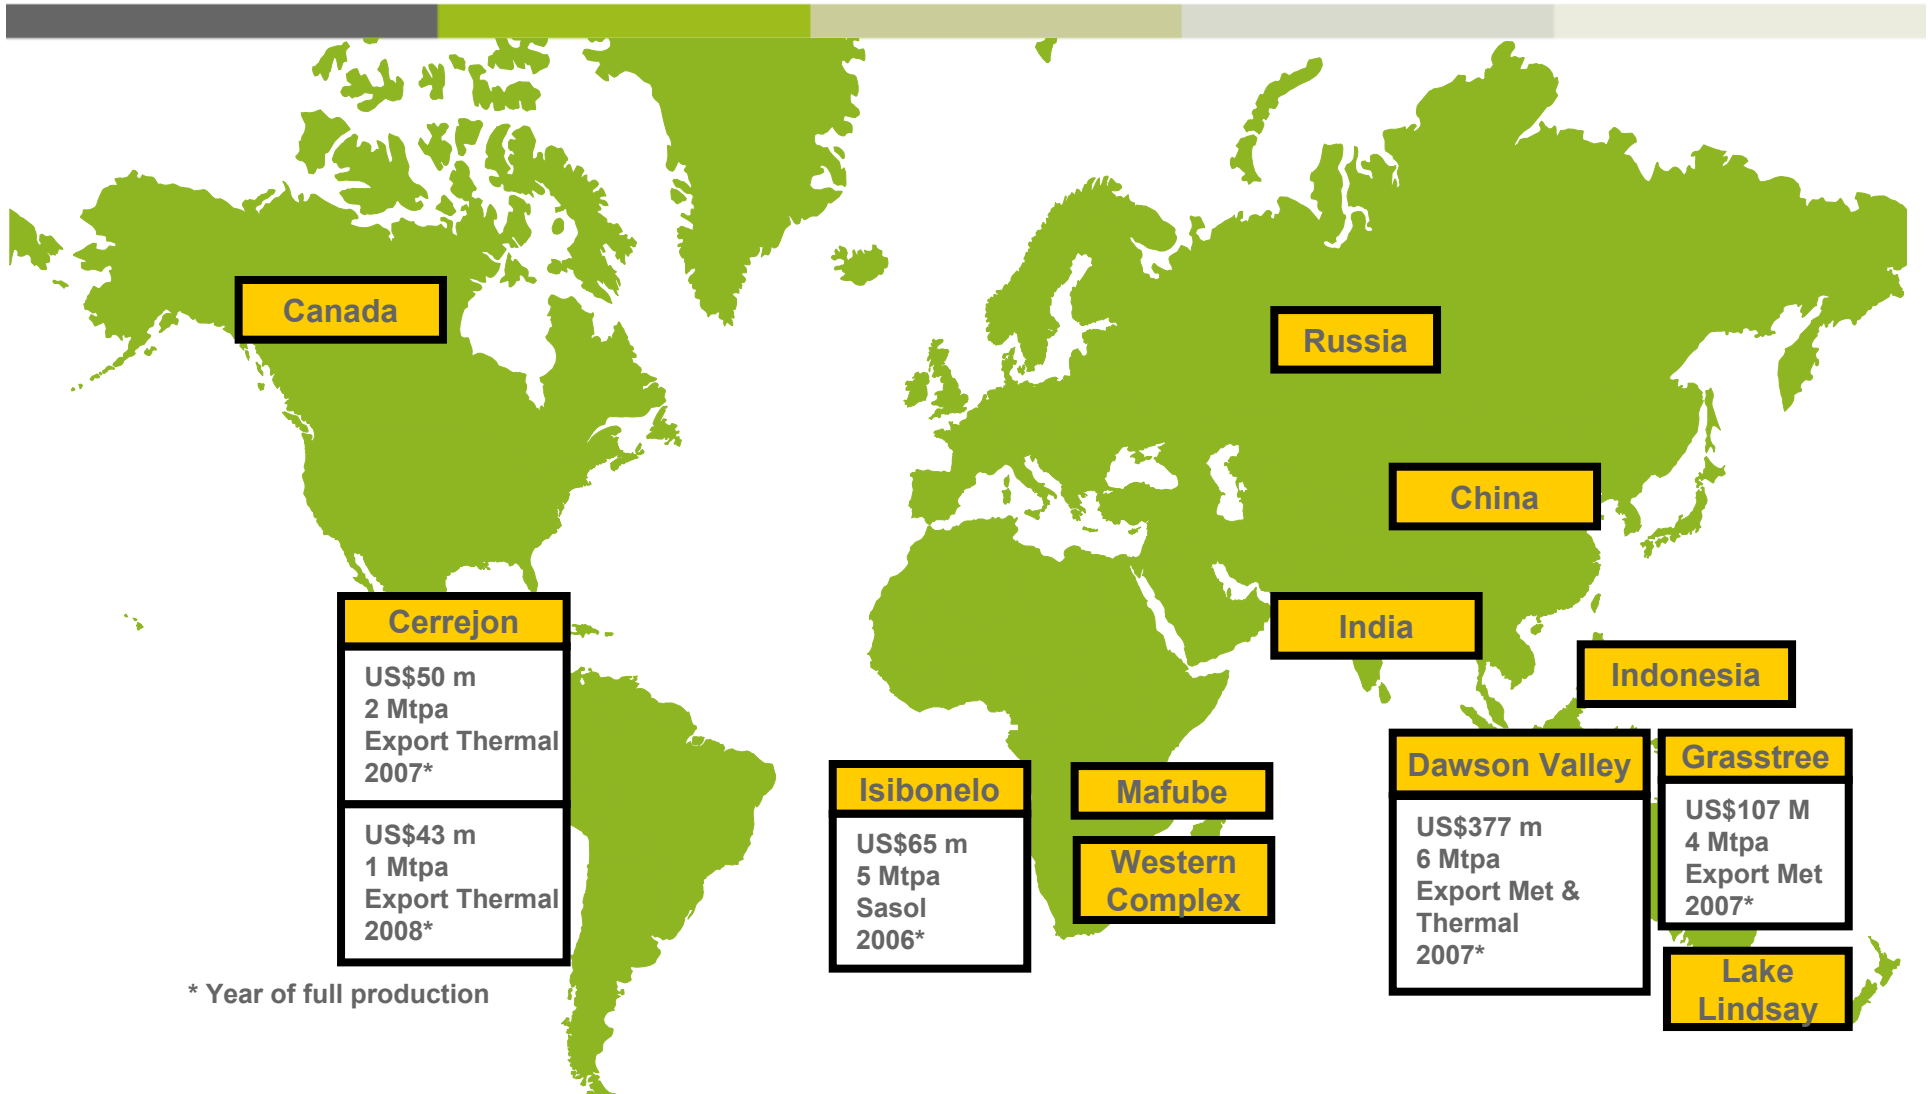 Canada
Russia
China
India
Indonesia
Cerrejon
US$50 m
2 Mtpa
Export Thermal
2007*
US$43 m
1 Mtpa
Export Thermal
2008*
* Year of full production
Isibonelo
US$65 m
5 Mtpa
Sasol
2006*
Mafube
Western
Complex
Dawson Valley
US$377 m
6 Mtpa
Export Met &
Thermal
2007*
Grasstree
US$107 M
4 Mtpa
Export Met
2007*
Lake
Lindsay